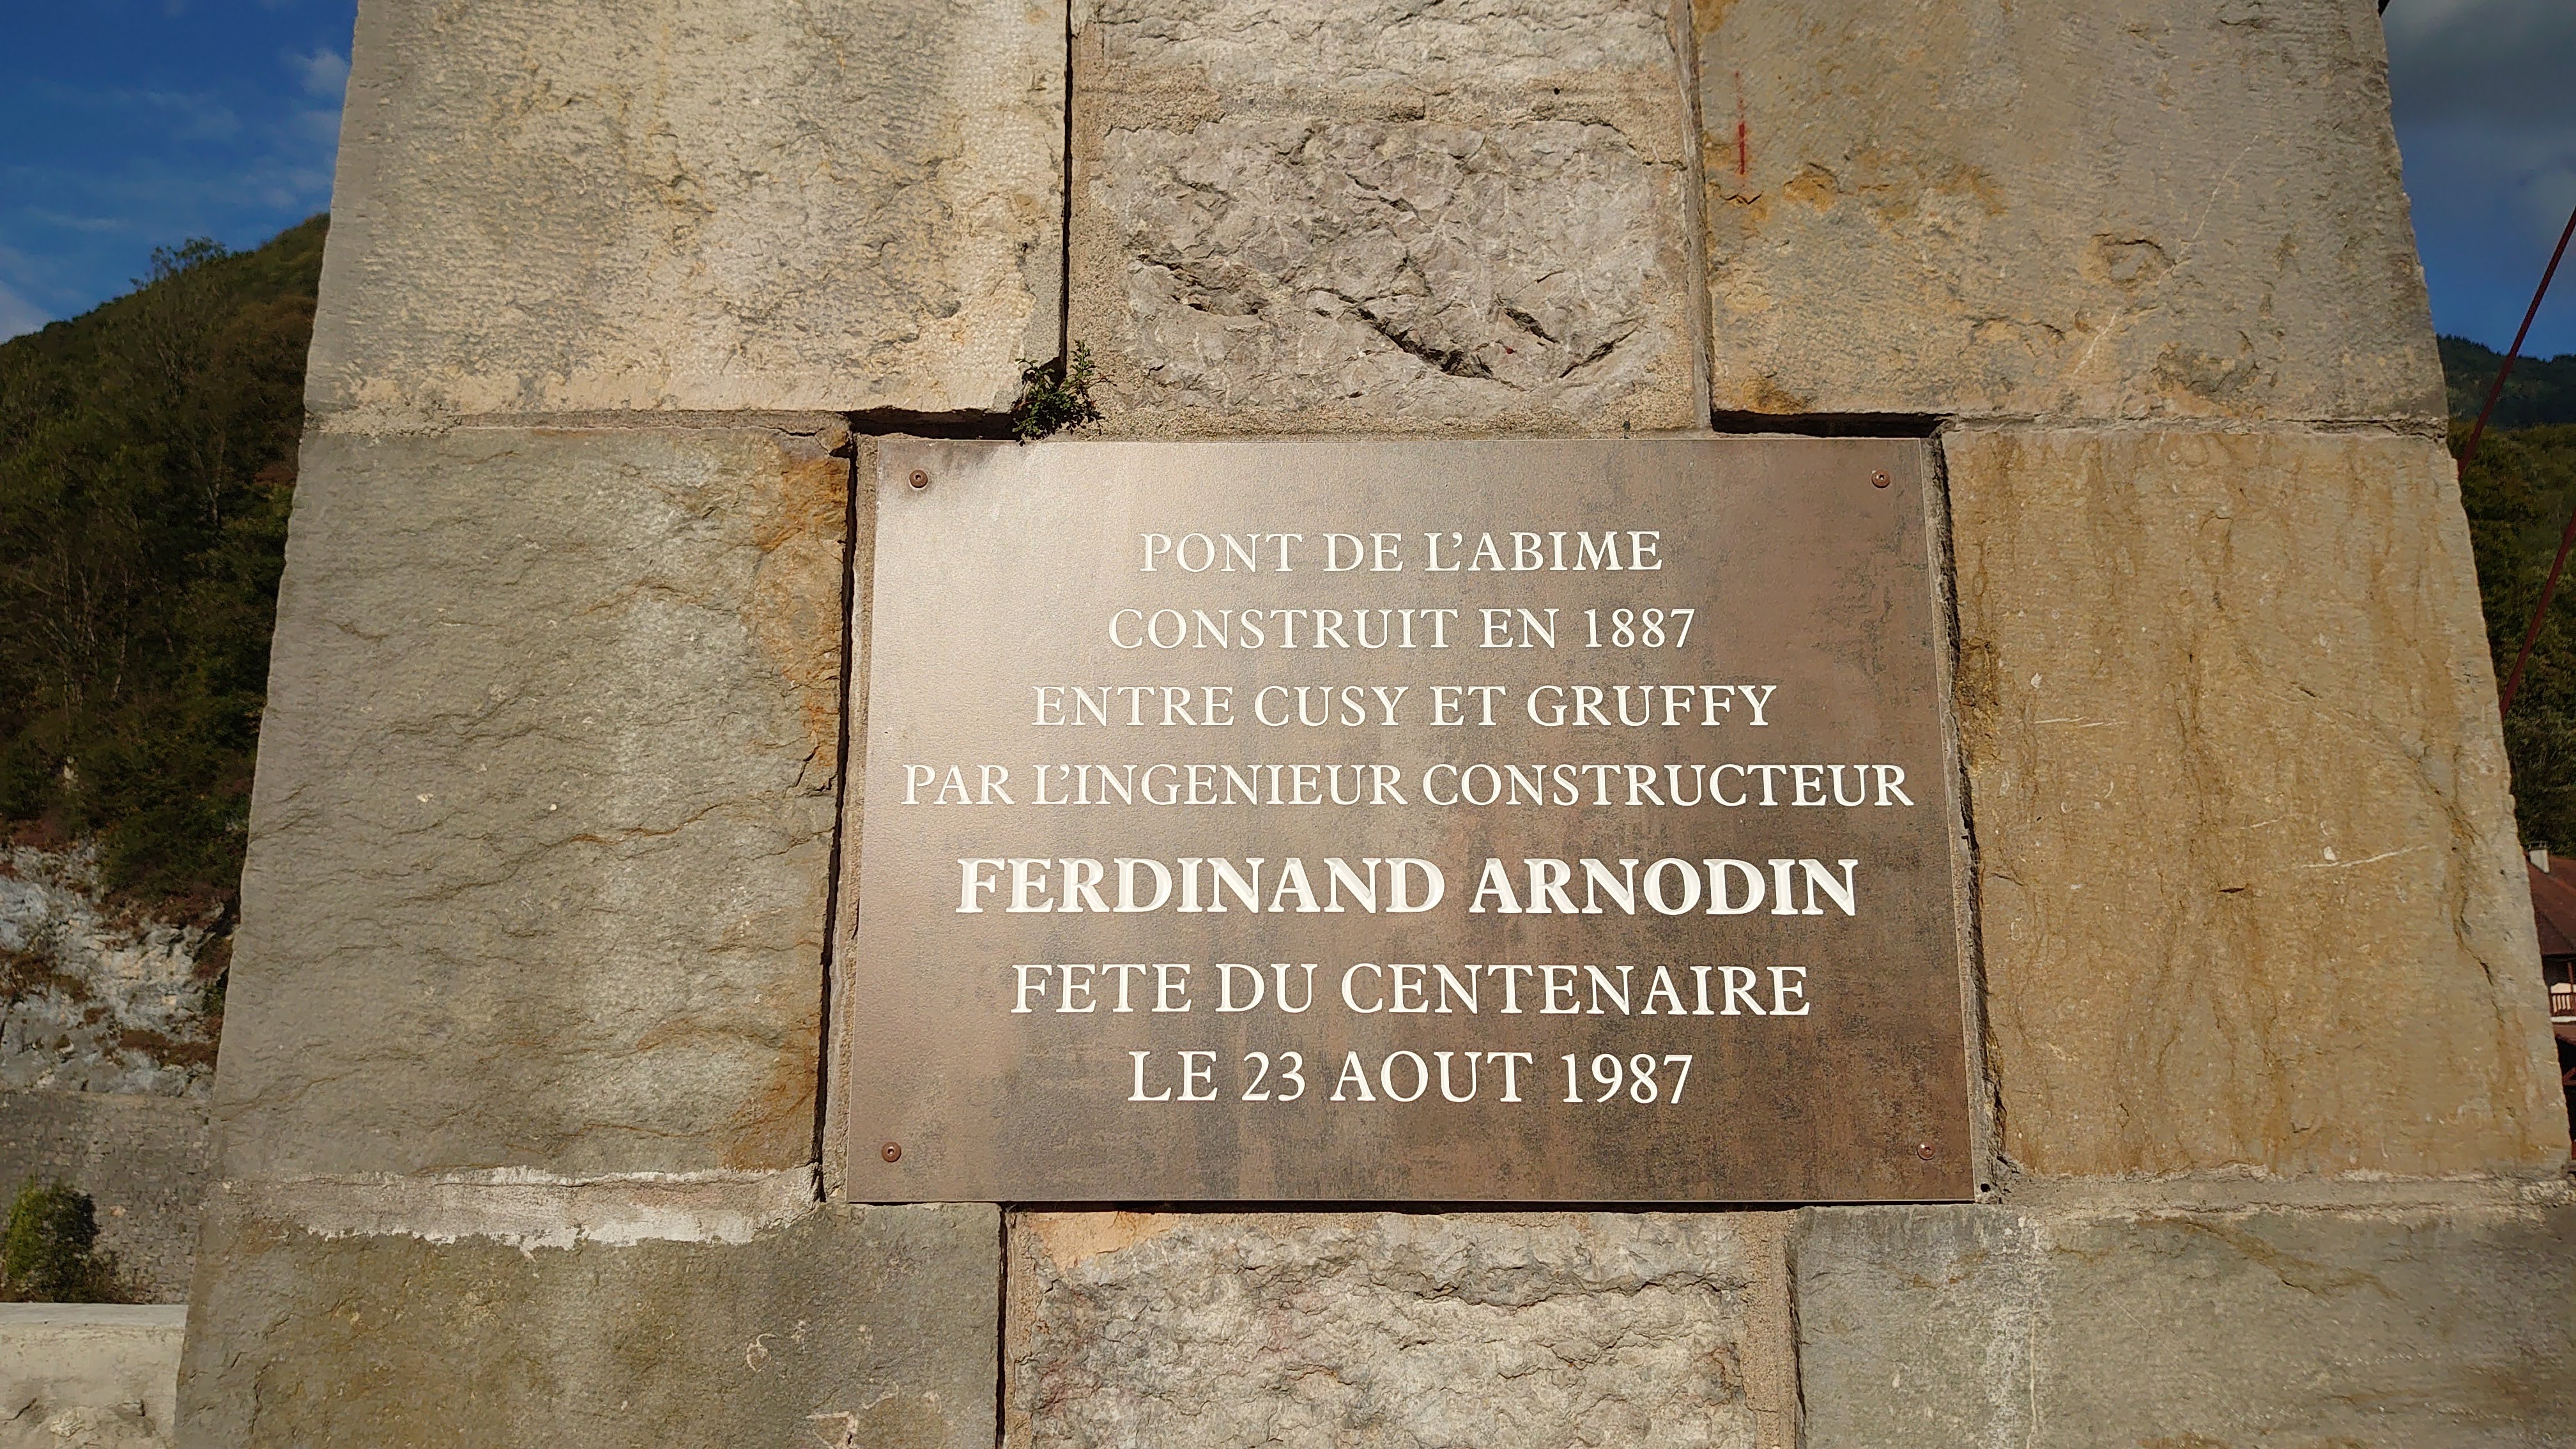 PONT DE L'ABIME
CONSTRUIT EN 1887
ENTRE CUSY ET GRUFFY
PAR L'INGENIEUR CONSTRUCTEUR
FERDINAND ARNODIN
FETE DU CENTENAIRE
LE 23 AOUT 1987